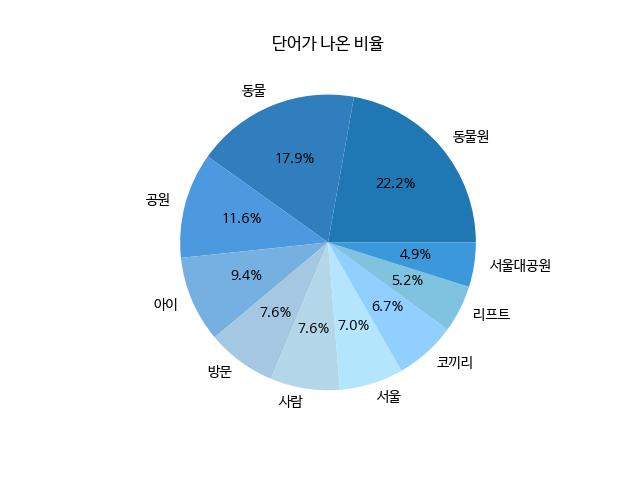 단어가 나온 비율
동물
동물원
17.9%
22.2%
공원
11.6%
4.9%
서울대공원
9.4%
5.2%
아이
7.6%
7.6%
7.0%
6.7%
리프트
방문
사람
서울
코끼리